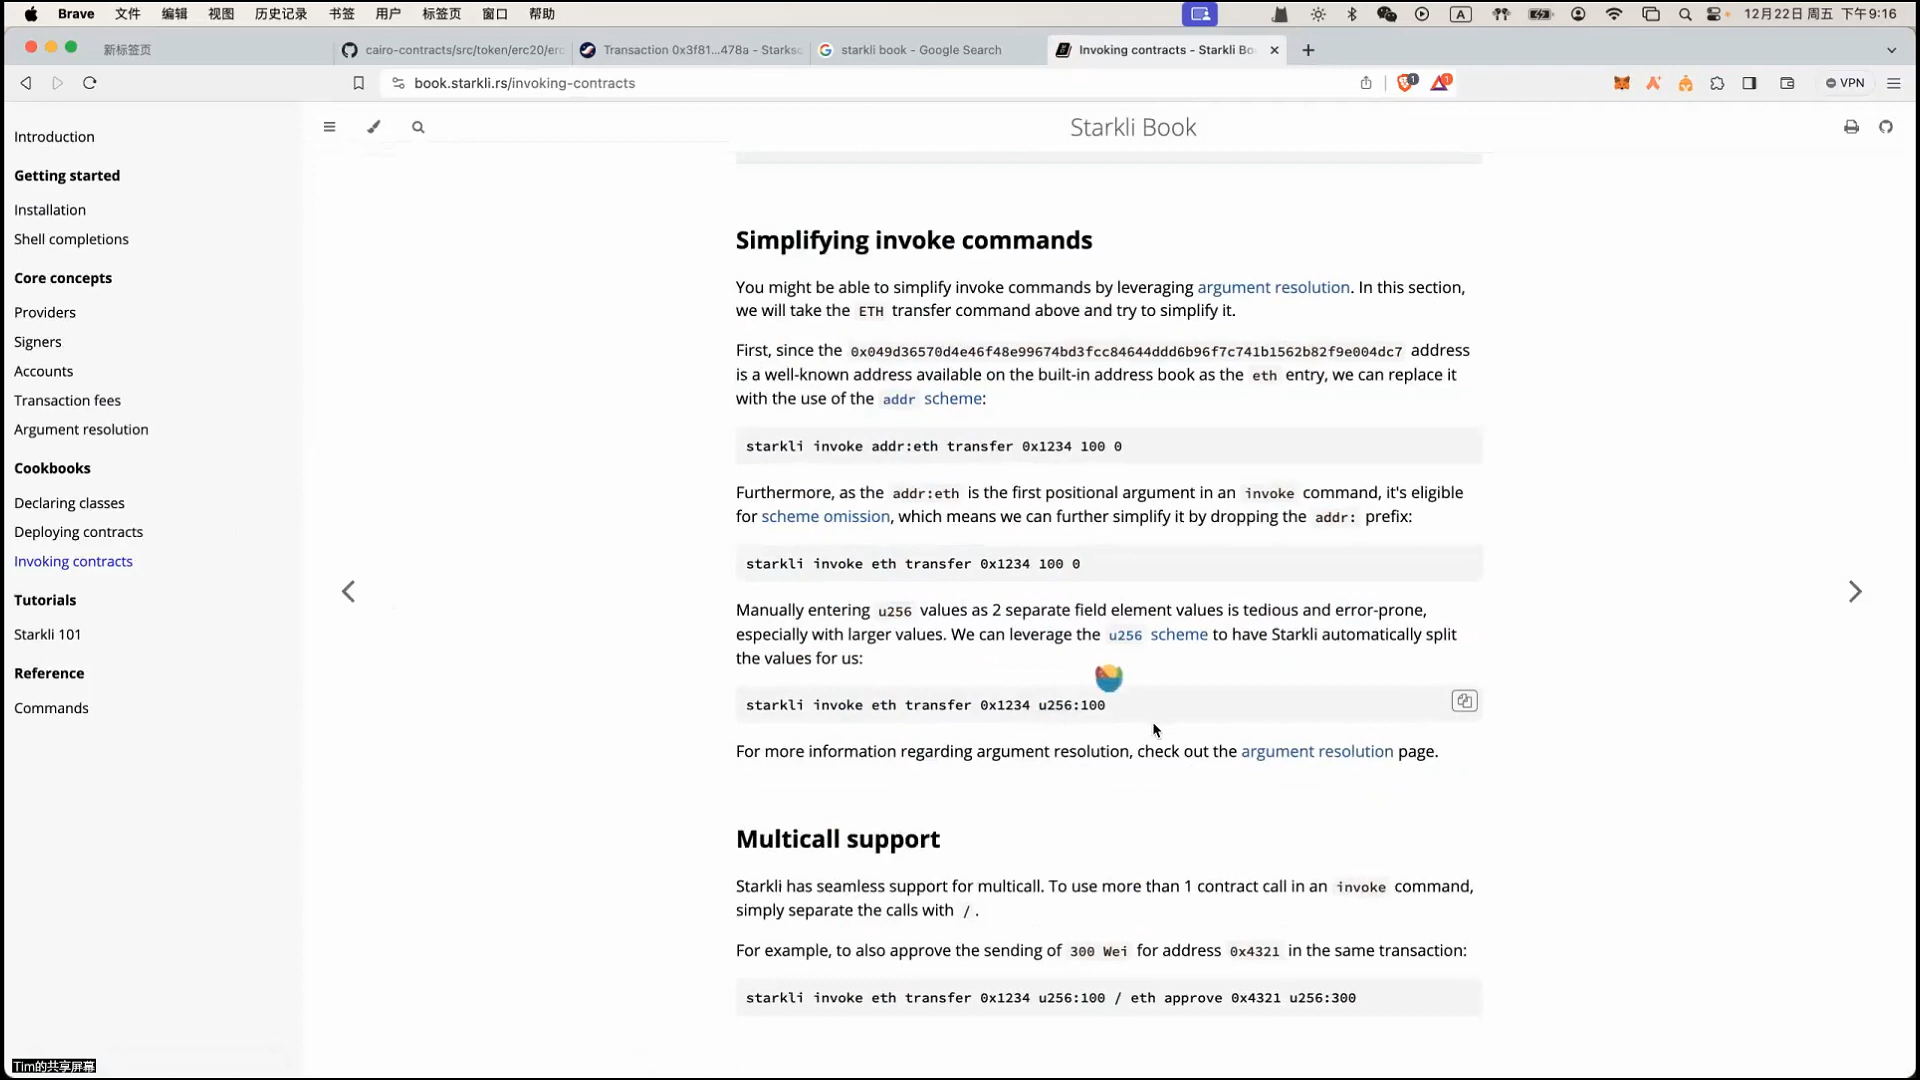 Brave 文件 编辑 视图 历史记录 书签 用户 标签页 窗口 帮助 A 12月22日 周五 下午9:16
新标签页 cairo-contracts/src/token/erc20/erc Transaction 0x3f81...478a - Starksc starkli book - Google Search Invoking contracts - Starkli Bo
book.starkli.rs/invoking-contracts 1 1 VPN
Starkli Book
Introduction
Getting started
Installation
Shell completions
Core concepts
Providers
Signers
Accounts
Transaction fees
Argument resolution
Cookbooks
Declaring classes
Deploying contracts
Invoking contracts
Tutorials
Starkli 101
Reference
Commands
Simplifying invoke commands
You might be able to simplify invoke commands by leveraging argument resolution. In this section,
we will take the ETH transfer command above and try to simplify it.
First, since the 0x049d36570d4e46f48e99674bd3fcc84644ddd6b96f7c741b1562b82f9e004dc7 address
is a well-known address available on the built-in address book as the eth entry, we can replace it
with the use of the addr scheme:
starkli invoke addr:eth transfer 0x1234 100 0
Furthermore, as the addr:eth is the first positional argument in an invoke command, it's eligible
for scheme omission, which means we can further simplify it by dropping the addr: prefix:
starkli invoke eth transfer 0x1234 100 0
Manually entering u256 values as 2 separate field element values is tedious and error-prone,
especially with larger values. We can leverage the u256 scheme to have Starkli automatically split
the values for us:
starkli invoke eth transfer 0x1234 u256:100
For more information regarding argument resolution, check out the argument resolution page.
Multicall support
Starkli has seamless support for multicall. To use more than 1 contract call in an invoke command,
simply separate the calls with / .
For example, to also approve the sending of 300 Wei for address 0x4321 in the same transaction:
starkli invoke eth transfer 0x1234 u256:100 / eth approve 0x4321 u256:300
Tim的共享屏幕